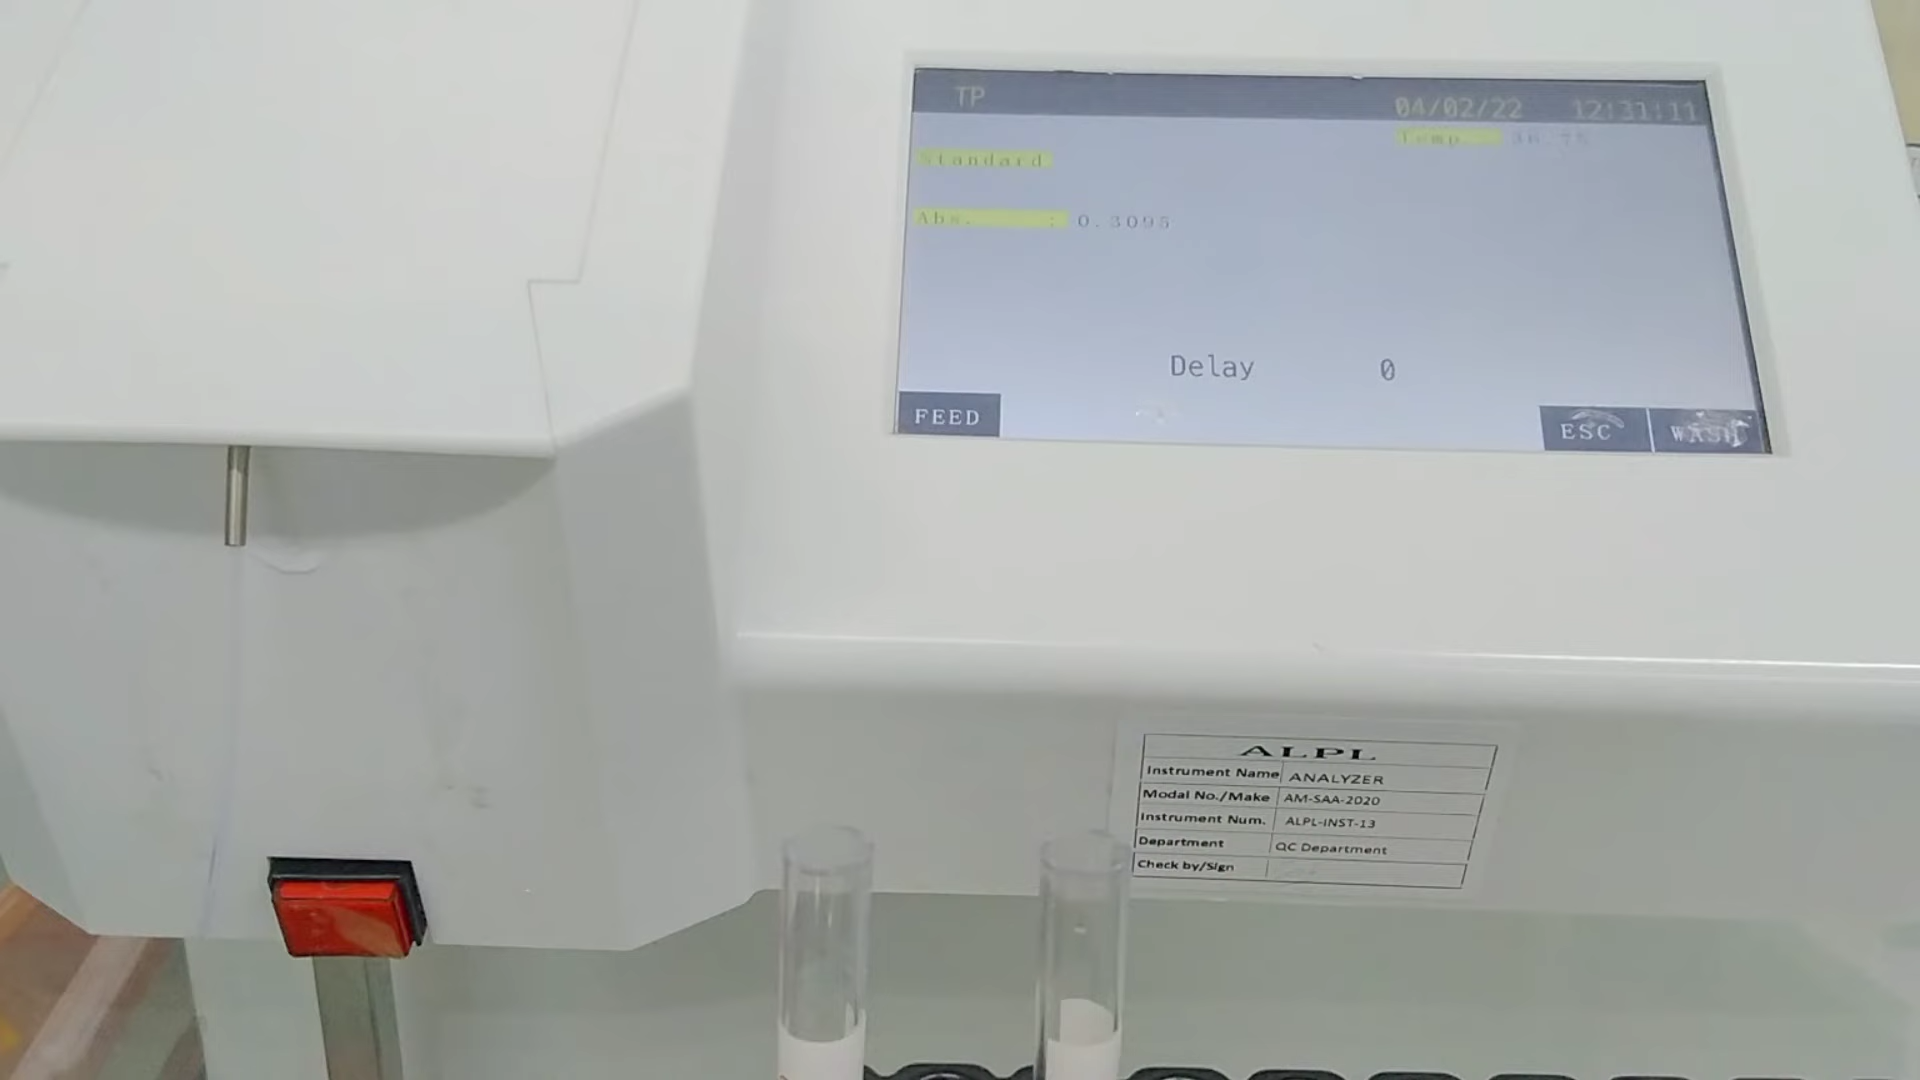 TP 04/02/22 12:31:11
Temp.
Standard
Abs. : 0.3095
Delay 0
FEED ESC WASH
ALPL
Instrument Name ANALYZER
Modal No./Make AM-SAA-2020
Instrument Num. ALPL-INST-13
Department QC Department
Check by/Sign